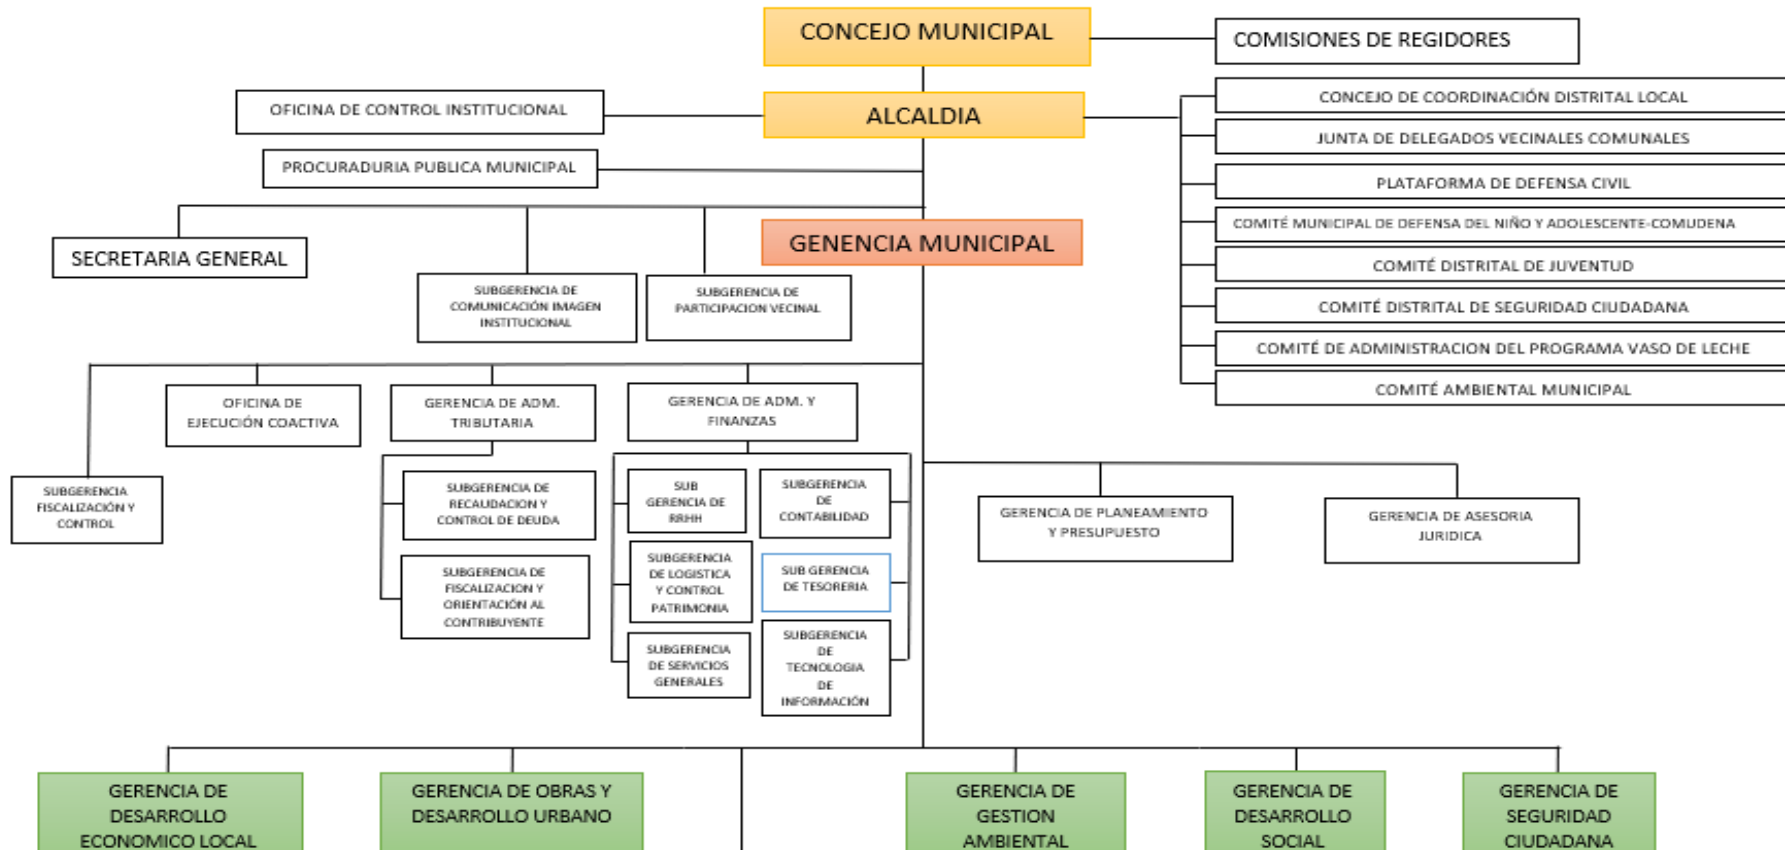 CONCEJO MUNICIPAL
COMISIONES DE REGIDORES
OFICINA DE CONTROL INSTITUCIONAL
ALCALDIA
CONCEJO DE COORDINACIÓN DISTRITAL LOCAL
JUNTA DE DELEGADOS VECINALES COMUNALES
PROCURADURIA PUBLICA MUNICIPAL
PLATAFORMA DE DEFENSA CIVIL
COMITÉ MUNICIPAL DE DEFENSA DEL NIÑO Y ADOLESCENTE-COMUDENA
SECRETARIA GENERAL
GENENCIA MUNICIPAL
COMITÉ DISTRITAL DE JUVENTUD
SUBGERENCIA DE
COMUNICACIÓN IMAGEN
INSTITUCIONAL
SUBGERENCIA DE
PARTICIPACION VECINAL
COMITÉ DISTRITAL DE SEGURIDAD CIUDADANA
COMITÉ DE ADMINISTRACION DEL PROGRAMA VASO DE LECHE
COMITÉ AMBIENTAL MUNICIPAL
OFICINA DE
EJECUCIÓN COACTIVA
GERENCIA DE ADM.
TRIBUTARIA
GERENCIA DE ADM. Y
FINANZAS
SUBGERENCIA
FISCALIZACIÓN Y
CONTROL
SUBGERENCIA DE
RECAUDACION Y
CONTROL DE DEUDA
SUB
GERENCIA DE
RRHH
SUBGERENCIA
DE
CONTABILIDAD
GERENCIA DE PLANEAMIENTO
Y PRESUPUESTO
GERENCIA DE ASESORIA
JURIDICA
SUBGERENCIA DE
FISCALIZACION Y
ORIENTACIÓN AL
CONTRIBUYENTE
SUBGERENCIA
DE LOGISTICA
Y CONTROL
PATRIMONIA
SUB GERENCIA
DE TESORERIA
SUBGERENCIA
DE SERVICIOS
GENERALES
SUBGERENCIA
DE
TECNOLOGIA
DE
INFORMACIÓN
GERENCIA DE
DESARROLLO
ECONOMICO LOCAL
GERENCIA DE OBRAS Y
DESARROLLO URBANO
GERENCIA DE
GESTION
AMBIENTAL
GERENCIA DE
DESARROLLO
SOCIAL
GERENCIA DE
SEGURIDAD
CIUDADANA